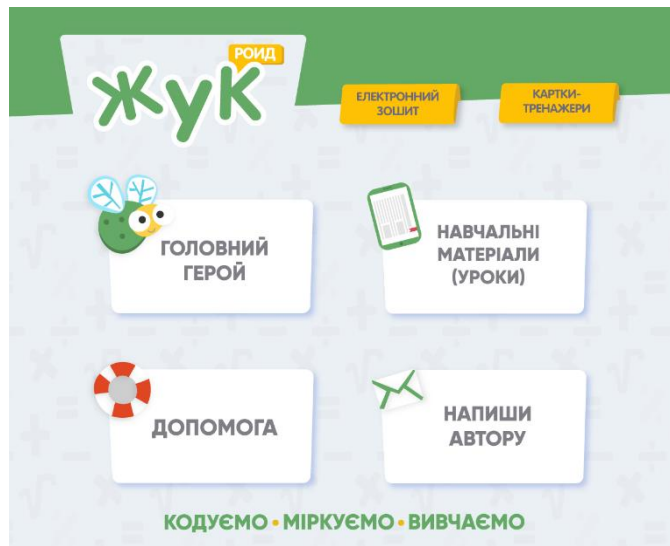 РОИД
ЖуК
ЕЛЕКТРОННИЙ
ЗОШИТ
КАРТКИ-
ТРЕНАЖЕРИ
ГОЛОВНИЙ
ГЕРОЙ
НАВЧАЛЬНІ
МАТЕРІАЛИ
(УРОКИ)
ДОПОМОГА
НАПИШИ
АВТОРУ
КОДУЄМО • МІРКУЄМО • ВИВЧАЄМО